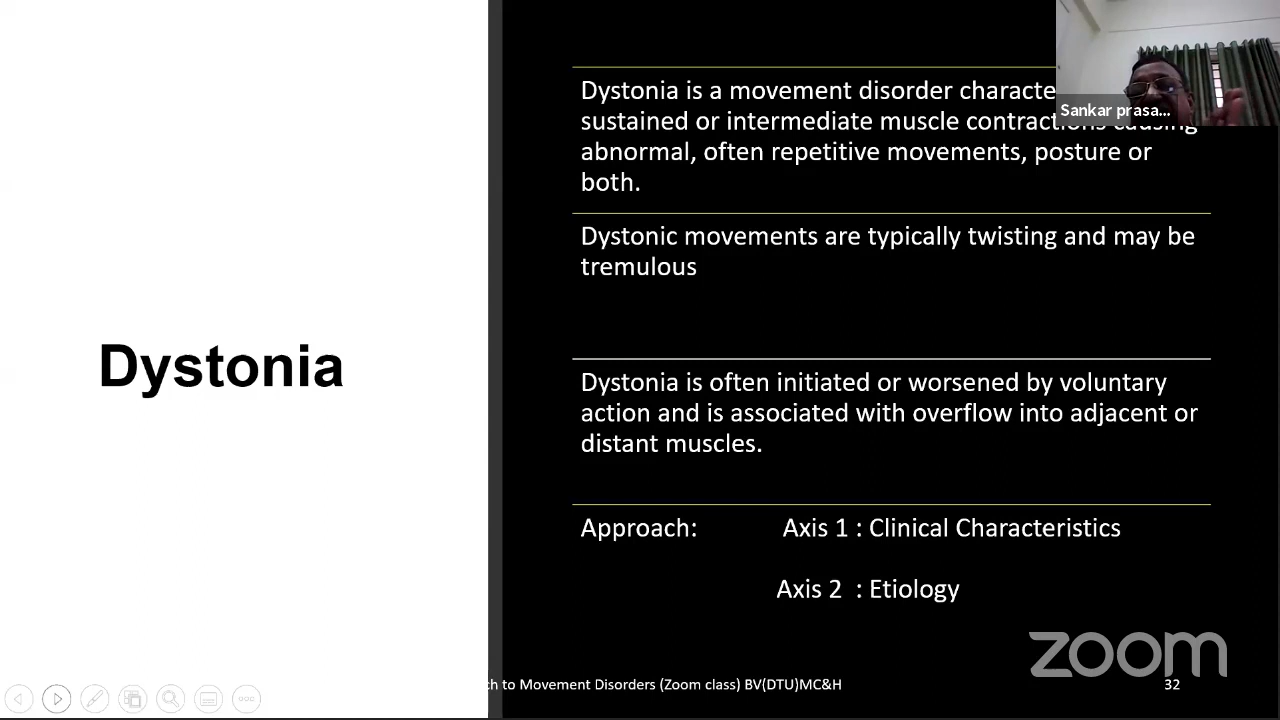 Dystonia
Dystonia is a movement disorder characte
sustained or intermediate muscle contractions causing
abnormal, often repetitive movements, posture or
both.
Dystonic movements are typically twisting and may be
tremulous
Dystonia is often initiated or worsened by voluntary
action and is associated with overflow into adjacent or
distant muscles.
Approach: Axis 1 : Clinical Characteristics
Axis 2 : Etiology
Sankar prasa...
zoom
ch to Movement Disorders (Zoom class) BV(DTU)MC&H
32